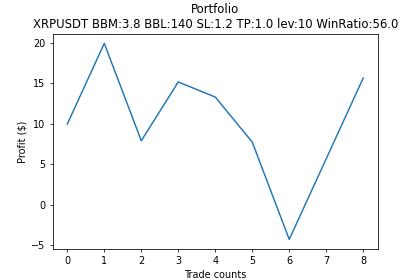 Portfolio
XRPUSDT BBM:3.8 BBL:140 SL:1.2 TP:1.0 lev:10 WinRatio:56.0
20
15
10
5
0
−5
Profit ($)
0 1 2 3 4 5 6 7 8
Trade counts